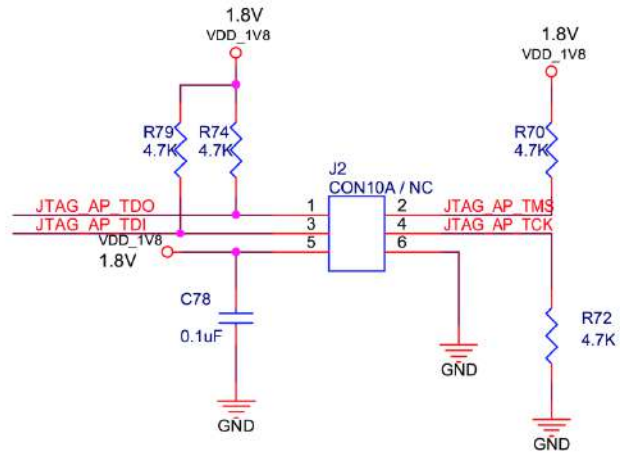 1.8V
VDD_1V8
1.8V
VDD_1V8
R79
4.7K
R74
4.7K
R70
4.7K
J2
CON10A / NC
JTAG_AP_TDO
1
2
JTAG_AP_TMS
JTAG_AP_TDI
3
4
JTAG_AP_TCK
VDD_1V8
1.8V
5
6
C78
0.1uF
R72
4.7K
GND
GND
GND